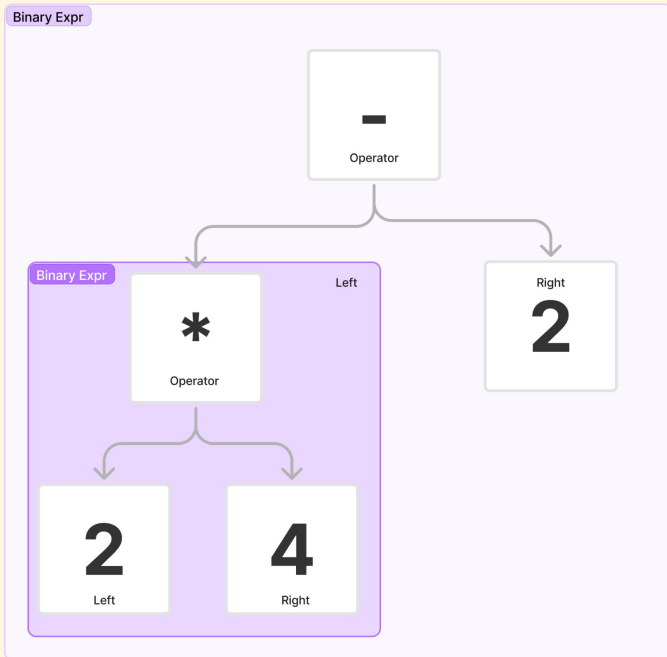 Binary Expr
-
Operator
Binary Expr
Left
Right
2
*
Operator
2
Left
4
Right